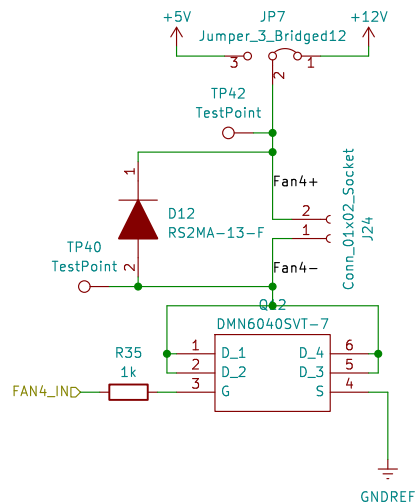 +5V
JP7
+12V
Jumper_3_Bridged12
3
2
1
TP42
TestPoint
1
Fan4+
D12
RS2MA-13-F
2
1
Conn_01x02_Socket
J24
TP40
TestPoint
2
Fan4-
DMN6040SVT-7
R35
1k
1
D_1
D_4
6
2
D_2
D_3
5
FAN4_IN
3
G
S
4
GNDREF